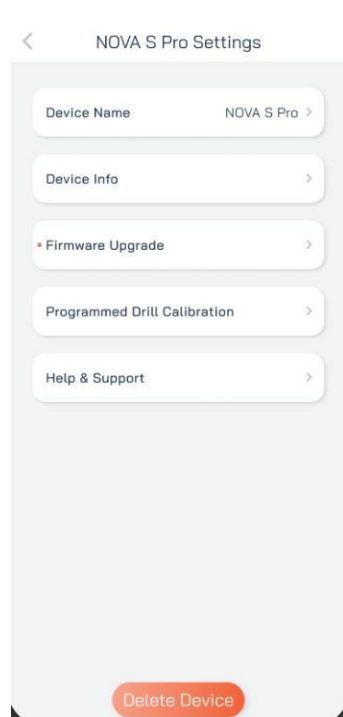 NOVA S Pro Settings
Device Name NOVA S Pro
Device Info
Firmware Upgrade
Programmed Drill Calibration
Help & Support
Delete Device